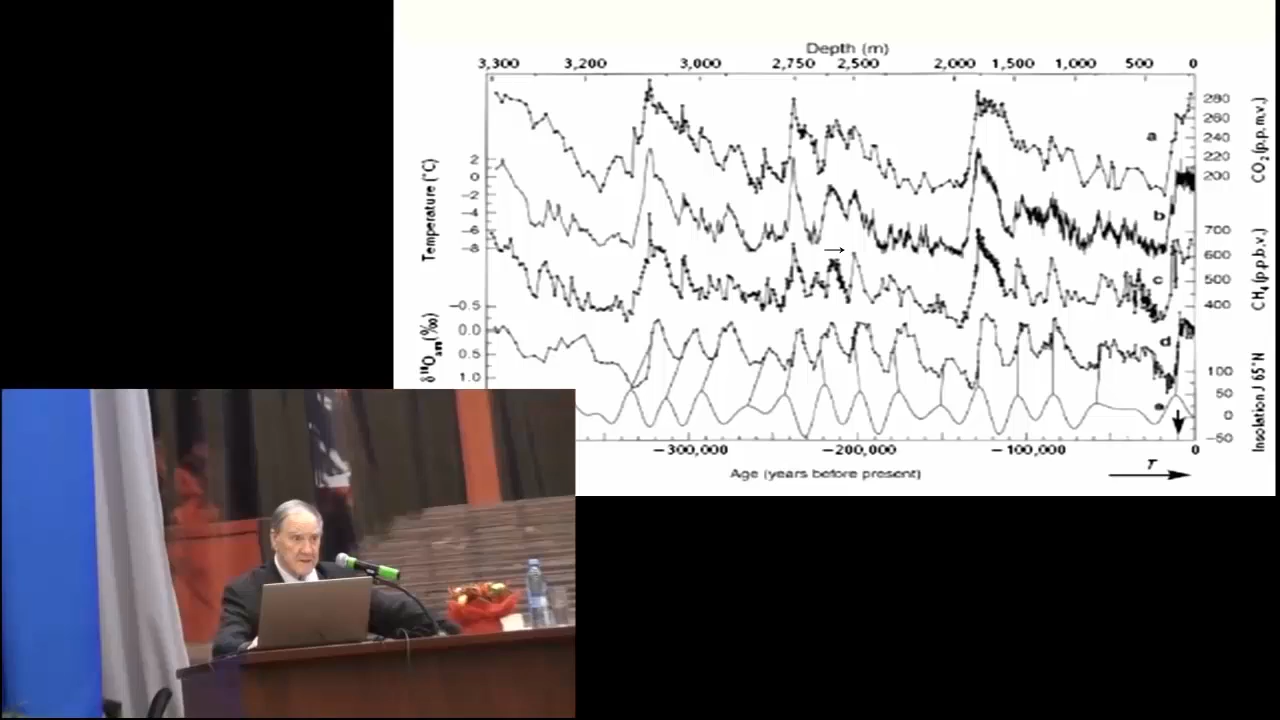 Depth (m)
3,300 3,200 3,000 2,750 2,500 2,000 1,500 1,000 500 0
280
260
a 240
2 220
0 200
−2
b
−4
−6 700
−8 600
c 500
−0.5 400
0.0 d
0.5 100
1.0 50
e 0
−50
−300,000 −200,000 −100,000 0
Age (years before present)
T
Temperature (°C)
δ¹⁸Oatm(‰)
CO₂ (p.p.m.v.)
CH₄ (p.p.b.v.)
Insolation J 65°N